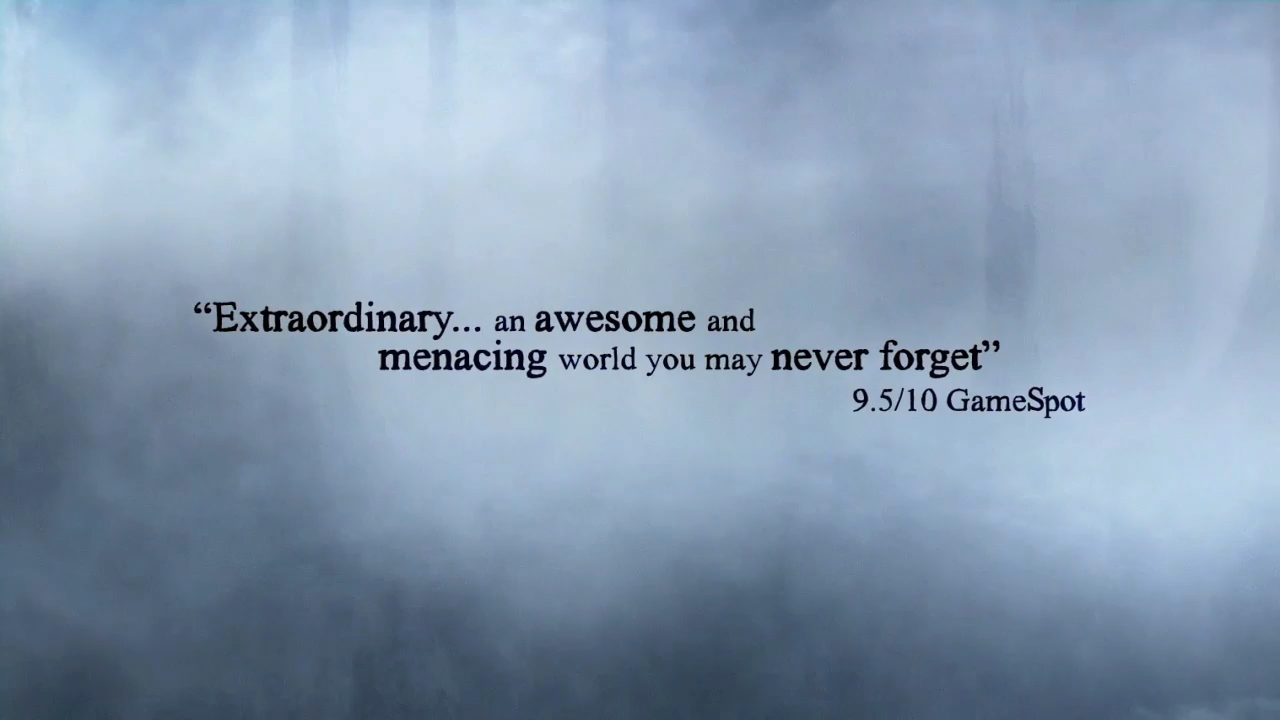 “Extraordinary... an awesome and
menacing world you may never forget”
9.5/10 GameSpot